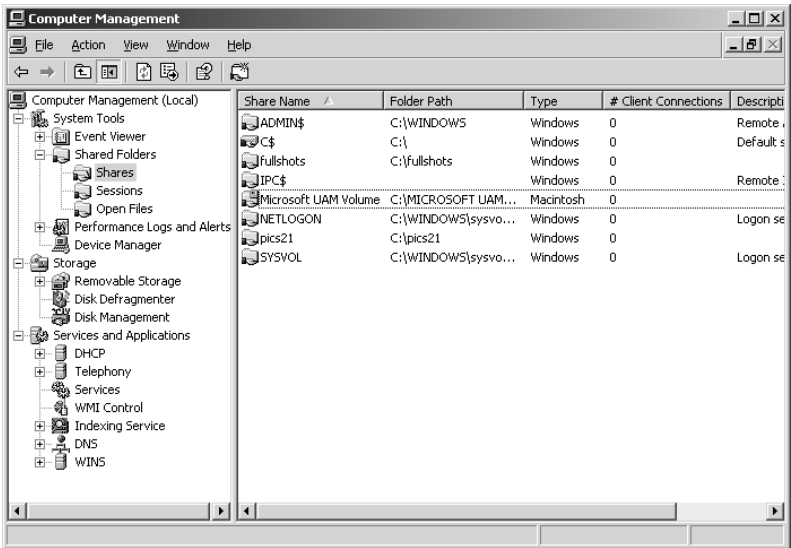 Computer Management
File Action View Window Help
Computer Management (Local)
System Tools
Event Viewer
Shared Folders
Shares
Sessions
Open Files
Performance Logs and Alerts
Device Manager
Storage
Removable Storage
Disk Defragmenter
Disk Management
Services and Applications
DHCP
Telephony
Services
WMI Control
Indexing Service
DNS
WINS
Share Name Folder Path Type # Client Connections Descripti
ADMIN$ C:\WINDOWS Windows 0 Remote
C$ C:\ Windows 0 Default s
fullshots C:\fullshots Windows 0
IPC$ Windows 0 Remote
Microsoft UAM Volume C:\MICROSOFT UAM... Macintosh 0
NETLOGON C:\WINDOWS\sysvo... Windows 0 Logon se
pics21 C:\pics21 Windows 0
SYSVOL C:\WINDOWS\sysvo... Windows 0 Logon se